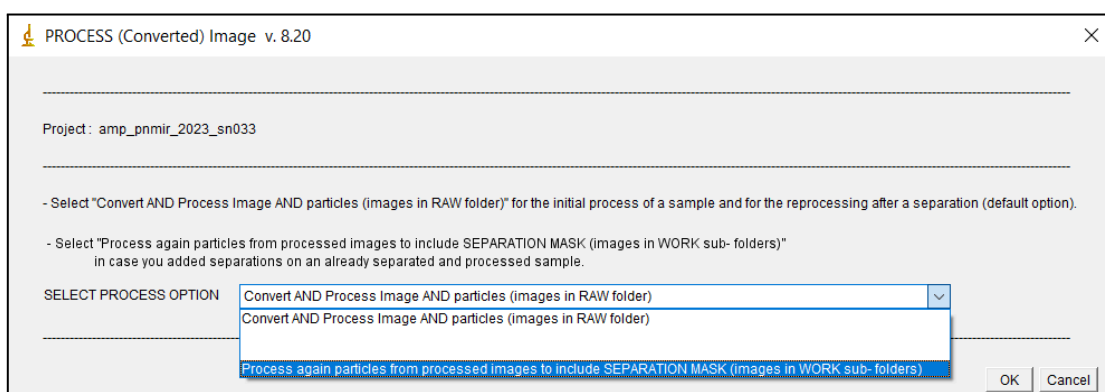 PROCESS (Converted) Image v. 8.20
Project : amp_pnmir_2023_sn033
- Select "Convert AND Process Image AND particles (images in RAW folder)" for the initial process of a sample and for the reprocessing after a separation (default option).
- Select "Process again particles from processed images to include SEPARATION MASK (images in WORK sub- folders)"
in case you added separations on an already separated and processed sample.
SELECT PROCESS OPTION Convert AND Process Image AND particles (images in RAW folder)
Convert AND Process Image AND particles (images in RAW folder)
Process again particles from processed images to include SEPARATION MASK (images in WORK sub- folders)
OK Cancel